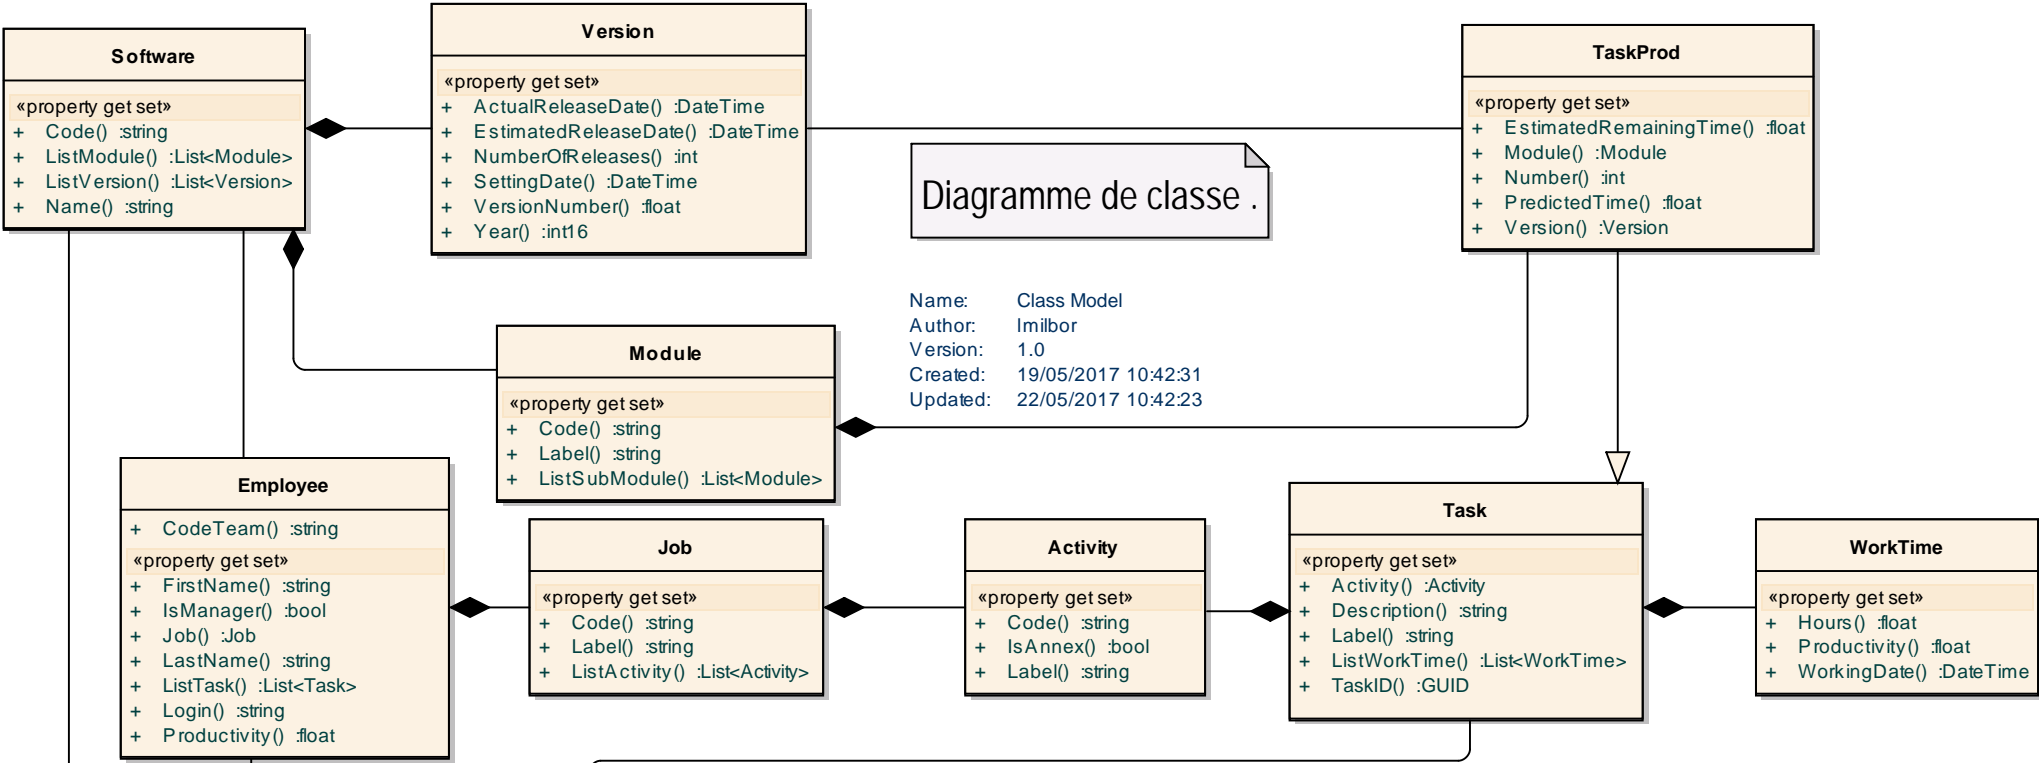 Software
«property get set»
+ Code() :string
+ ListModule() :List<Module>
+ ListVersion() :List<Version>
+ Name() :string
Version
«property get set»
+ ActualReleaseDate() :DateTime
+ EstimatedReleaseDate() :DateTime
+ NumberOfReleases() :int
+ SettingDate() :DateTime
+ VersionNumber() :float
+ Year() :int16
TaskProd
«property get set»
+ EstimatedRemainingTime() :float
+ Module() :Module
+ Number() :int
+ PredictedTime() :float
+ Version() :Version
Diagramme de classe .
Name: Class Model
Author: lmilbor
Version: 1.0
Created: 19/05/2017 10:42:31
Updated: 22/05/2017 10:42:23
Module
«property get set»
+ Code() :string
+ Label() :string
+ ListSubModule() :List<Module>
Employee
+ CodeTeam() :string
«property get set»
+ FirstName() :string
+ IsManager() :bool
+ Job() :Job
+ LastName() :string
+ ListTask() :List<Task>
+ Login() :string
+ Productivity() :float
Job
«property get set»
+ Code() :string
+ Label() :string
+ ListActivity() :List<Activity>
Activity
«property get set»
+ Code() :string
+ IsAnnex() :bool
+ Label() :string
Task
«property get set»
+ Activity() :Activity
+ Description() :string
+ Label() :string
+ ListWorkTime() :List<WorkTime>
+ TaskID() :GUID
WorkTime
«property get set»
+ Hours() :float
+ Productivity() :float
+ WorkingDate() :DateTime